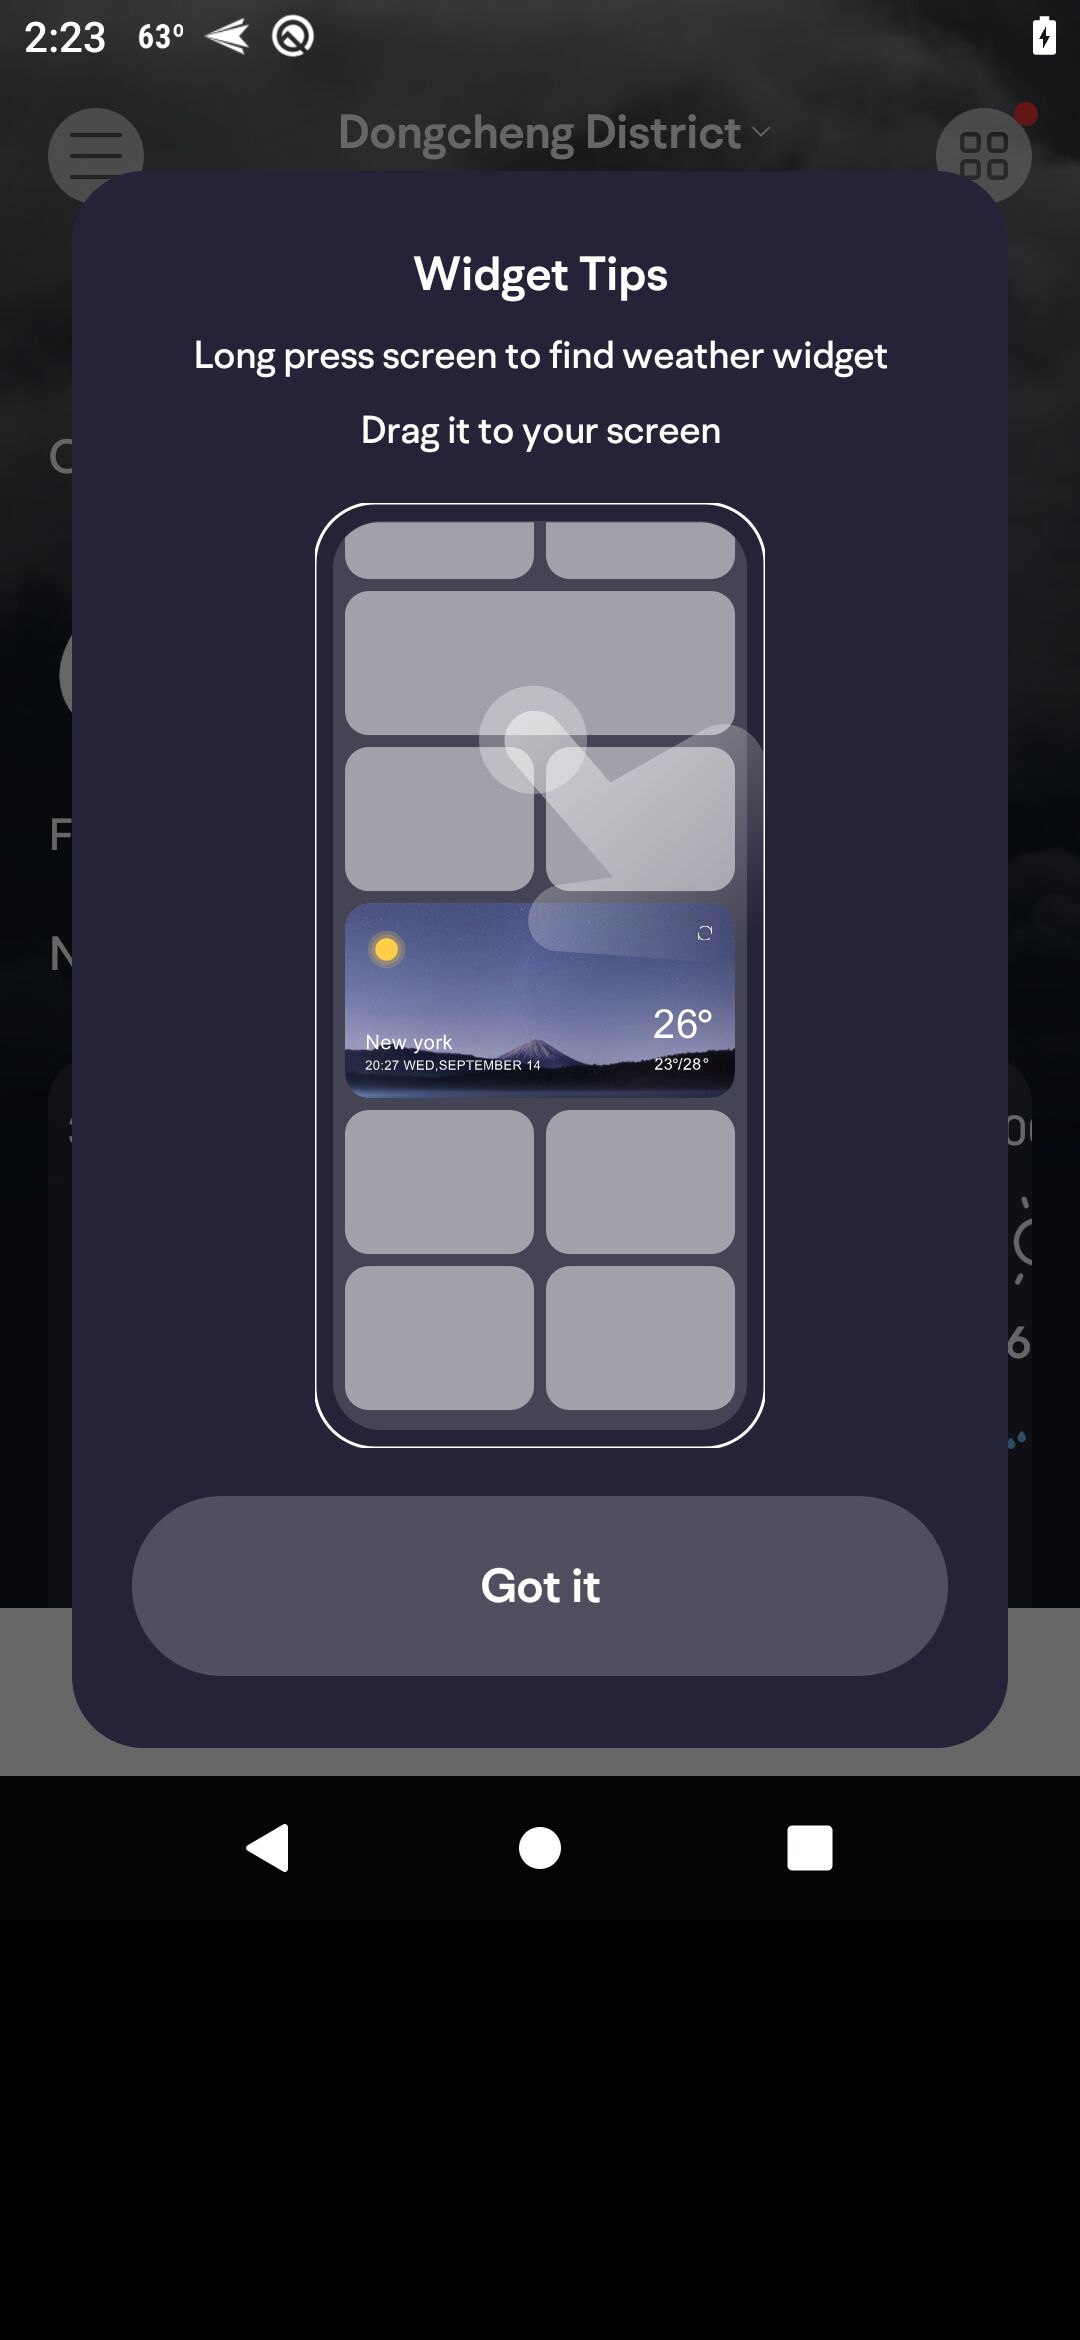 2:23 63°
Dongcheng District
Widget Tips
Long press screen to find weather widget
Drag it to your screen
26°
New york
20:27 WED,SEPTEMBER 14
23°/28°
Got it